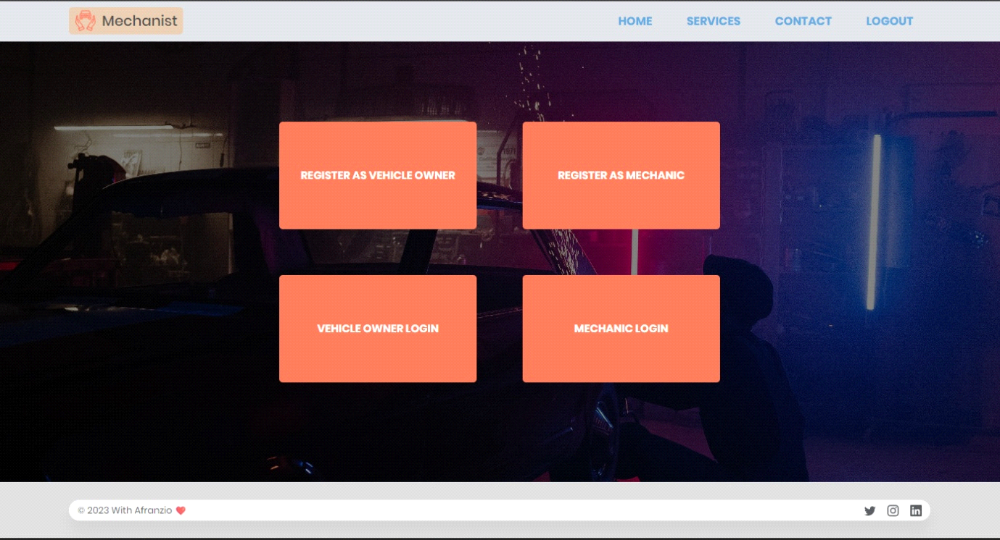 Mechanist
HOME SERVICES CONTACT LOGOUT
REGISTER AS VEHICLE OWNER
REGISTER AS MECHANIC
VEHICLE OWNER LOGIN
MECHANIC LOGIN
© 2023 With Afranzio ❤️